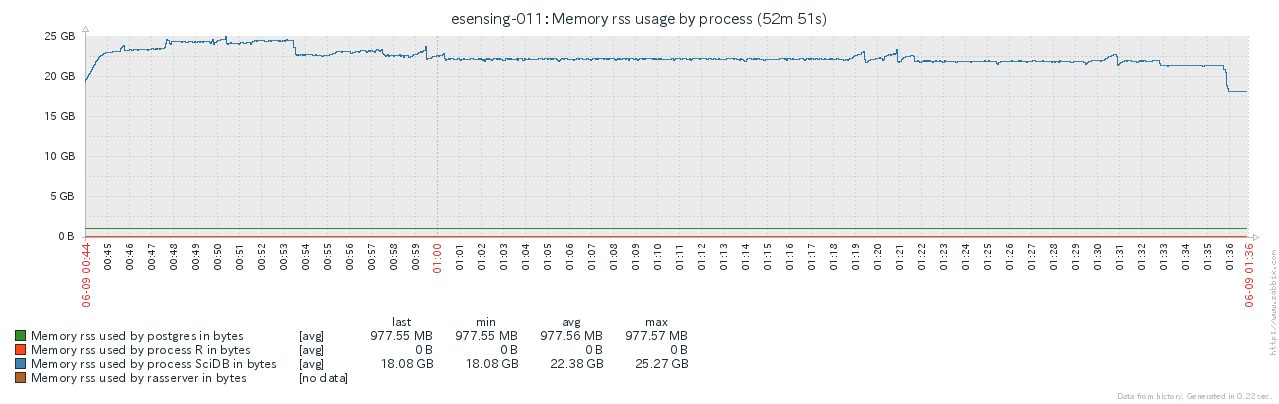 esensing-011: Memory rss usage by process (52m 51s)
25 GB
20 GB
15 GB
10 GB
5 GB
0 B
06-09 00:44 00:45 00:46 00:47 00:48 00:49 00:50 00:51 00:52 00:53 00:54 00:55 00:56 00:57 00:58 00:59 01:00 01:01 01:02 01:03 01:04 01:05 01:06 01:07 01:08 01:09 01:10 01:11 01:12 01:13 01:14 01:15 01:16 01:17 01:18 01:19 01:20 01:21 01:22 01:23 01:24 01:25 01:26 01:27 01:28 01:29 01:30 01:31 01:32 01:33 01:34 01:35 01:36 06-09 01:36
last min avg max
Memory rss used by postgres in bytes [avg] 977.55 MB 977.55 MB 977.56 MB 977.57 MB
Memory rss used by process R in bytes [avg] 0 B 0 B 0 B 0 B
Memory rss used by process SciDB in bytes [avg] 18.08 GB 18.08 GB 22.38 GB 25.27 GB
Memory rss used by rasserver in bytes [no data]
https://www.zabbix.com
Data from history. Generated in 0.22 sec.